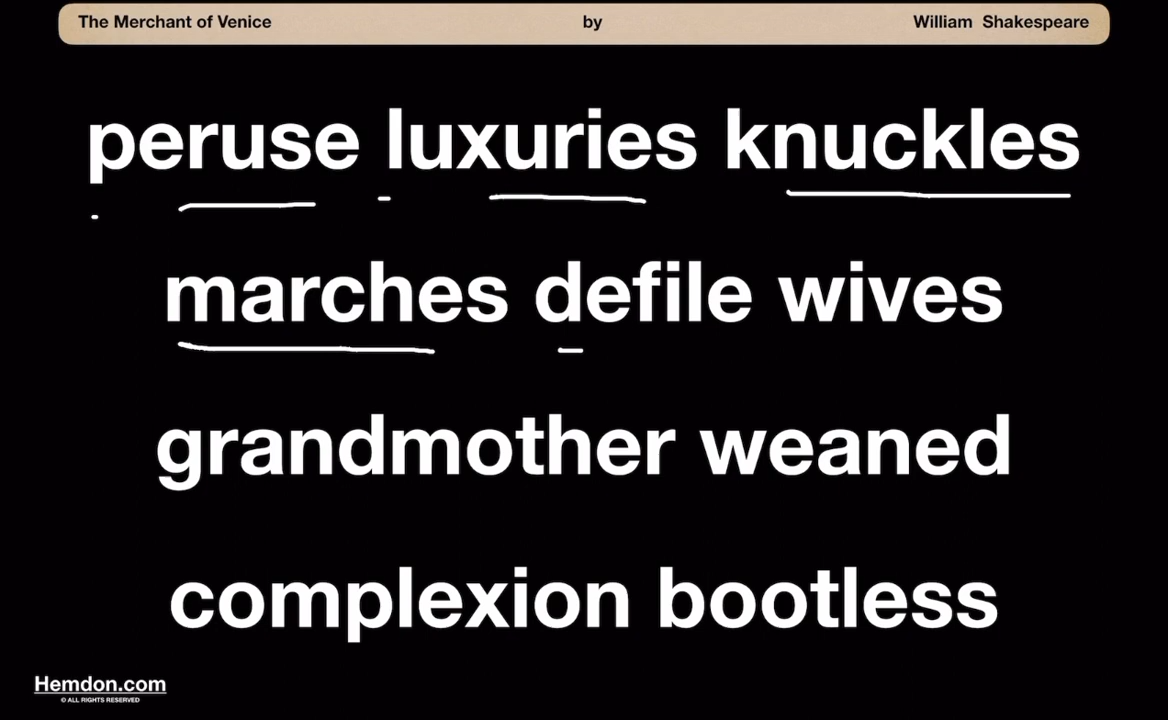 The Merchant of Venice by William Shakespeare
peruse luxuries knuckles
marches defile wives
grandmother weaned
complexion bootless
Hemdon.com
© ALL RIGHTS RESERVED